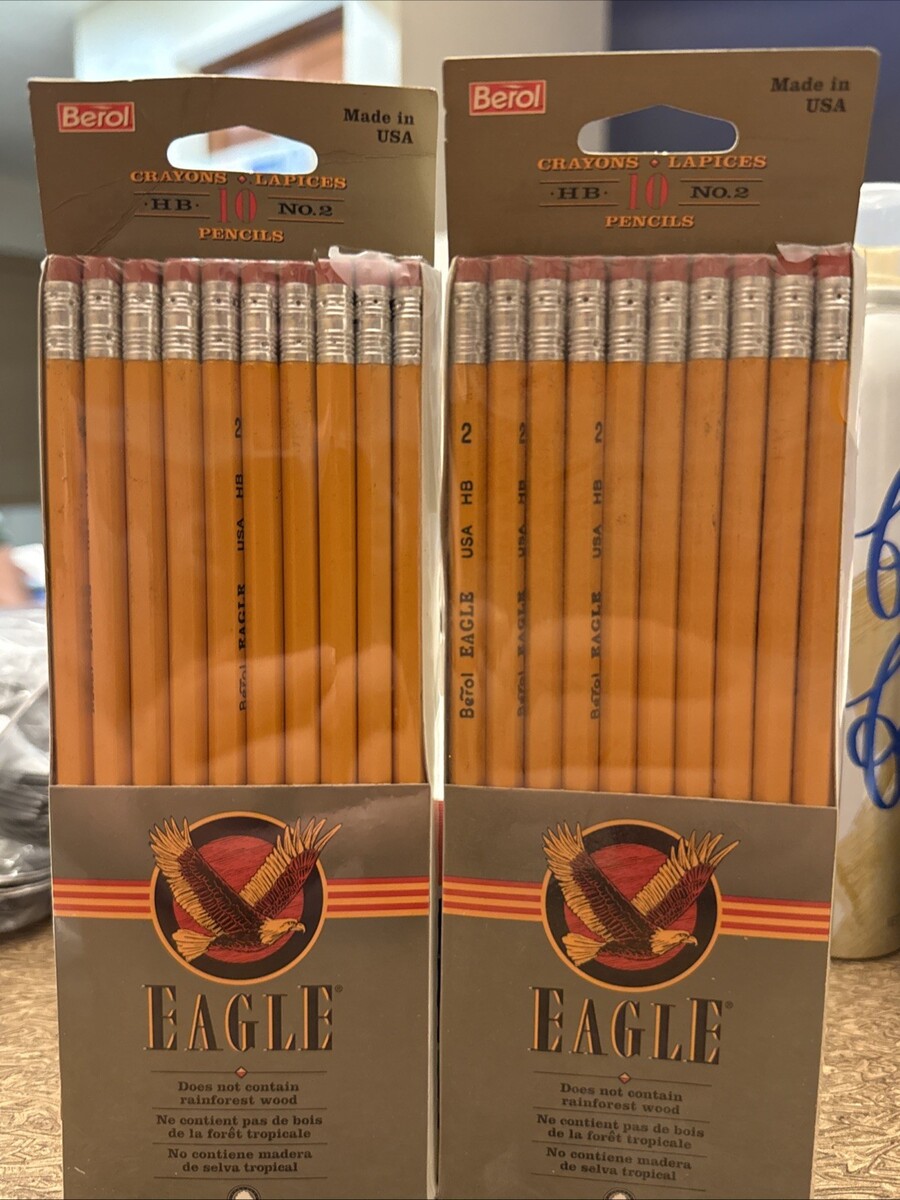 Berol
Made in
USA
CRAYONS • LAPICES
•HB• 10 NO.2
PENCILS
Berol EAGLE USA HB 2
EAGLE®
Does not contain
rainforest wood
Ne contient pas de bois
de la forêt tropicale
No contiene madera
de selva tropical
Berol
Made in
USA
CRAYONS • LAPICES
•HB• 10 NO.2
PENCILS
Berol EAGLE USA HB 2
Berol EAGLE USA HB 2
Berol EAGLE USA HB 2
EAGLE®
Does not contain
rainforest wood
Ne contient pas de bois
de la forêt tropicale
No contiene madera
de selva tropical